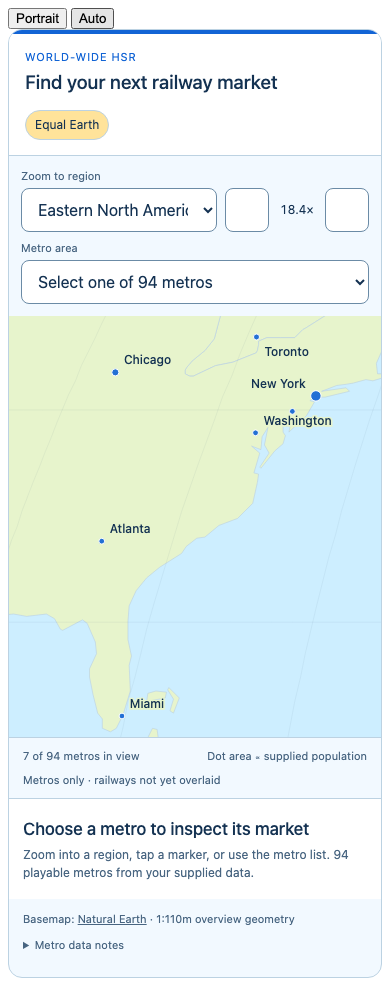 Portrait Auto
WORLD-WIDE HSR
Find your next railway market
Equal Earth
Zoom to region
Eastern North Americ
18.4×
Metro area
Select one of 94 metros
Chicago
Toronto
New York
Washington
Atlanta
Miami
7 of 94 metros in view
Dot area = supplied population
Metros only · railways not yet overlaid
Choose a metro to inspect its market
Zoom into a region, tap a marker, or use the metro list. 94
playable metros from your supplied data.
Basemap: Natural Earth · 1:110m overview geometry
Metro data notes